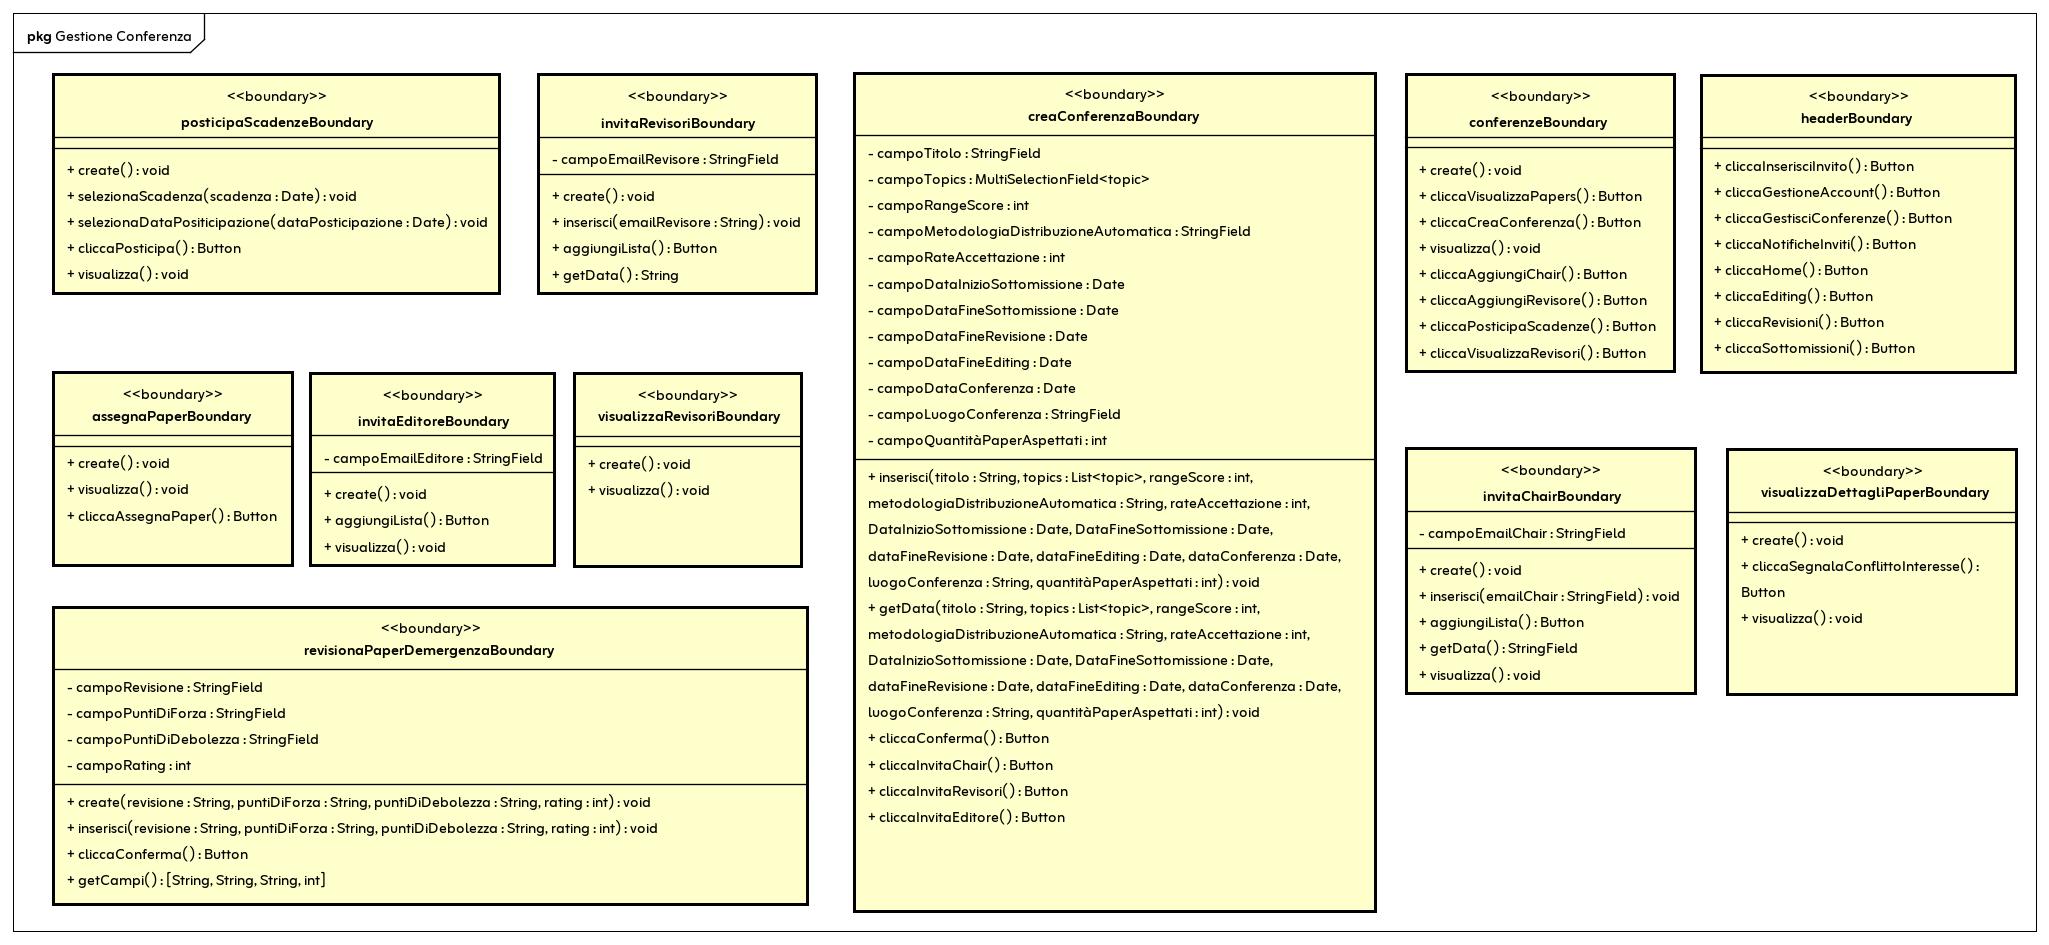 pkg Gestione Conferenza
<<boundary>>
posticipaScadenzeBoundary
+ create() : void
+ selezionaScadenza(scadenza : Date) : void
+ selezionaDataPositicipazione(dataPosticipazione : Date) : void
+ cliccaPosticipa() : Button
+ visualizza() : void
<<boundary>>
invitaRevisoriBoundary
- campoEmailRevisore : StringField
+ create() : void
+ inserisci(emailRevisore : String) : void
+ aggiungiLista() : Button
+ getData() : String
<<boundary>>
creaConferenzaBoundary
- campoTitolo : StringField
- campoTopics : MultiSelectionField<topic>
- campoRangeScore : int
- campoMetodologiaDistribuzioneAutomatica : StringField
- campoRateAccettazione : int
- campoDataInizioSottomissione : Date
- campoDataFineSottomissione : Date
- campoDataFineRevisione : Date
- campoDataFineEditing : Date
- campoDataConferenza : Date
- campoLuogoConferenza : StringField
- campoQuantitàPaperAspettati : int
+ inserisci(titolo : String, topics : List<topic>, rangeScore : int,
metodologiaDistribuzioneAutomatica : String, rateAccettazione : int,
DataInizioSottomissione : Date, DataFineSottomissione : Date,
dataFineRevisione : Date, dataFineEditing : Date, dataConferenza : Date,
luogoConferenza : String, quantitàPaperAspettati : int) : void
+ getData(titolo : String, topics : List<topic>, rangeScore : int,
metodologiaDistribuzioneAutomatica : String, rateAccettazione : int,
DataInizioSottomissione : Date, DataFineSottomissione : Date,
dataFineRevisione : Date, dataFineEditing : Date, dataConferenza : Date,
luogoConferenza : String, quantitàPaperAspettati : int) : void
+ cliccaConferma() : Button
+ cliccaInvitaChair() : Button
+ cliccaInvitaRevisori() : Button
+ cliccaInvitaEditore() : Button
<<boundary>>
conferenzeBoundary
+ create() : void
+ cliccaVisualizzaPapers() : Button
+ cliccaCreaConferenza() : Button
+ visualizza() : void
+ cliccaAggiungiChair() : Button
+ cliccaAggiungiRevisore() : Button
+ cliccaPosticipaScadenze() : Button
+ cliccaVisualizzaRevisori() : Button
<<boundary>>
headerBoundary
+ cliccaInserisciInvito() : Button
+ cliccaGestioneAccount() : Button
+ cliccaGestisciConferenze() : Button
+ cliccaNotificheInviti() : Button
+ cliccaHome() : Button
+ cliccaEditing() : Button
+ cliccaRevisioni() : Button
+ cliccaSottomissioni() : Button
<<boundary>>
assegnaPaperBoundary
+ create() : void
+ visualizza() : void
+ cliccaAssegnaPaper() : Button
<<boundary>>
invitaEditoreBoundary
- campoEmailEditore : StringField
+ create() : void
+ aggiungiLista() : Button
+ visualizza() : void
<<boundary>>
visualizzaRevisoriBoundary
+ create() : void
+ visualizza() : void
<<boundary>>
invitaChairBoundary
- campoEmailChair : StringField
+ create() : void
+ inserisci(emailChair : StringField) : void
+ aggiungiLista() : Button
+ getData() : StringField
+ visualizza() : void
<<boundary>>
visualizzaDettagliPaperBoundary
+ create() : void
+ cliccaSegnalaConflittoInteresse() :
Button
+ visualizza() : void
<<boundary>>
revisionaPaperDemergenzaBoundary
- campoRevisione : StringField
- campoPuntiDiForza : StringField
- campoPuntiDiDebolezza : StringField
- campoRating : int
+ create(revisione : String, puntiDiForza : String, puntiDiDebolezza : String, rating : int) : void
+ inserisci(revisione : String, puntiDiForza : String, puntiDiDebolezza : String, rating : int) : void
+ cliccaConferma() : Button
+ getCampi() : [String, String, String, int]